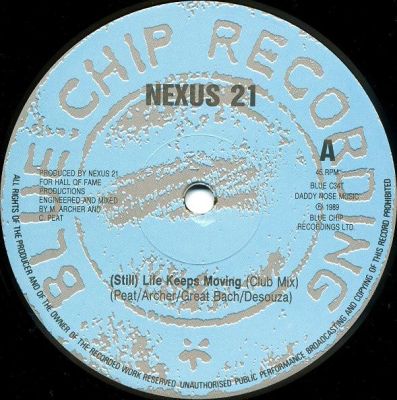 BLUE CHIP RECORDING
NEXUS 21
A
PRODUCED BY NEXUS 21
FOR HALL OF FAME
PRODUCTIONS
ENGINEERED AND MIXED
BY M. ARCHER AND
C. PEAT
45 RPM
BLUE C34T
DADDY NOSE MUSIC
℗ 1989
BLUE CHIP
RECORDINGS LTD.
(Still) Life Keeps Moving (Club Mix)
(Peat/Archer/Great Bach/Desouza)
ALL RIGHTS OF THE PRODUCER AND OF THE OWNER OF THE RECORDED WORK RESERVED. UNAUTHORISED PUBLIC PERFORMANCE BROADCASTING AND COPYING OF THIS RECORD PROHIBITED